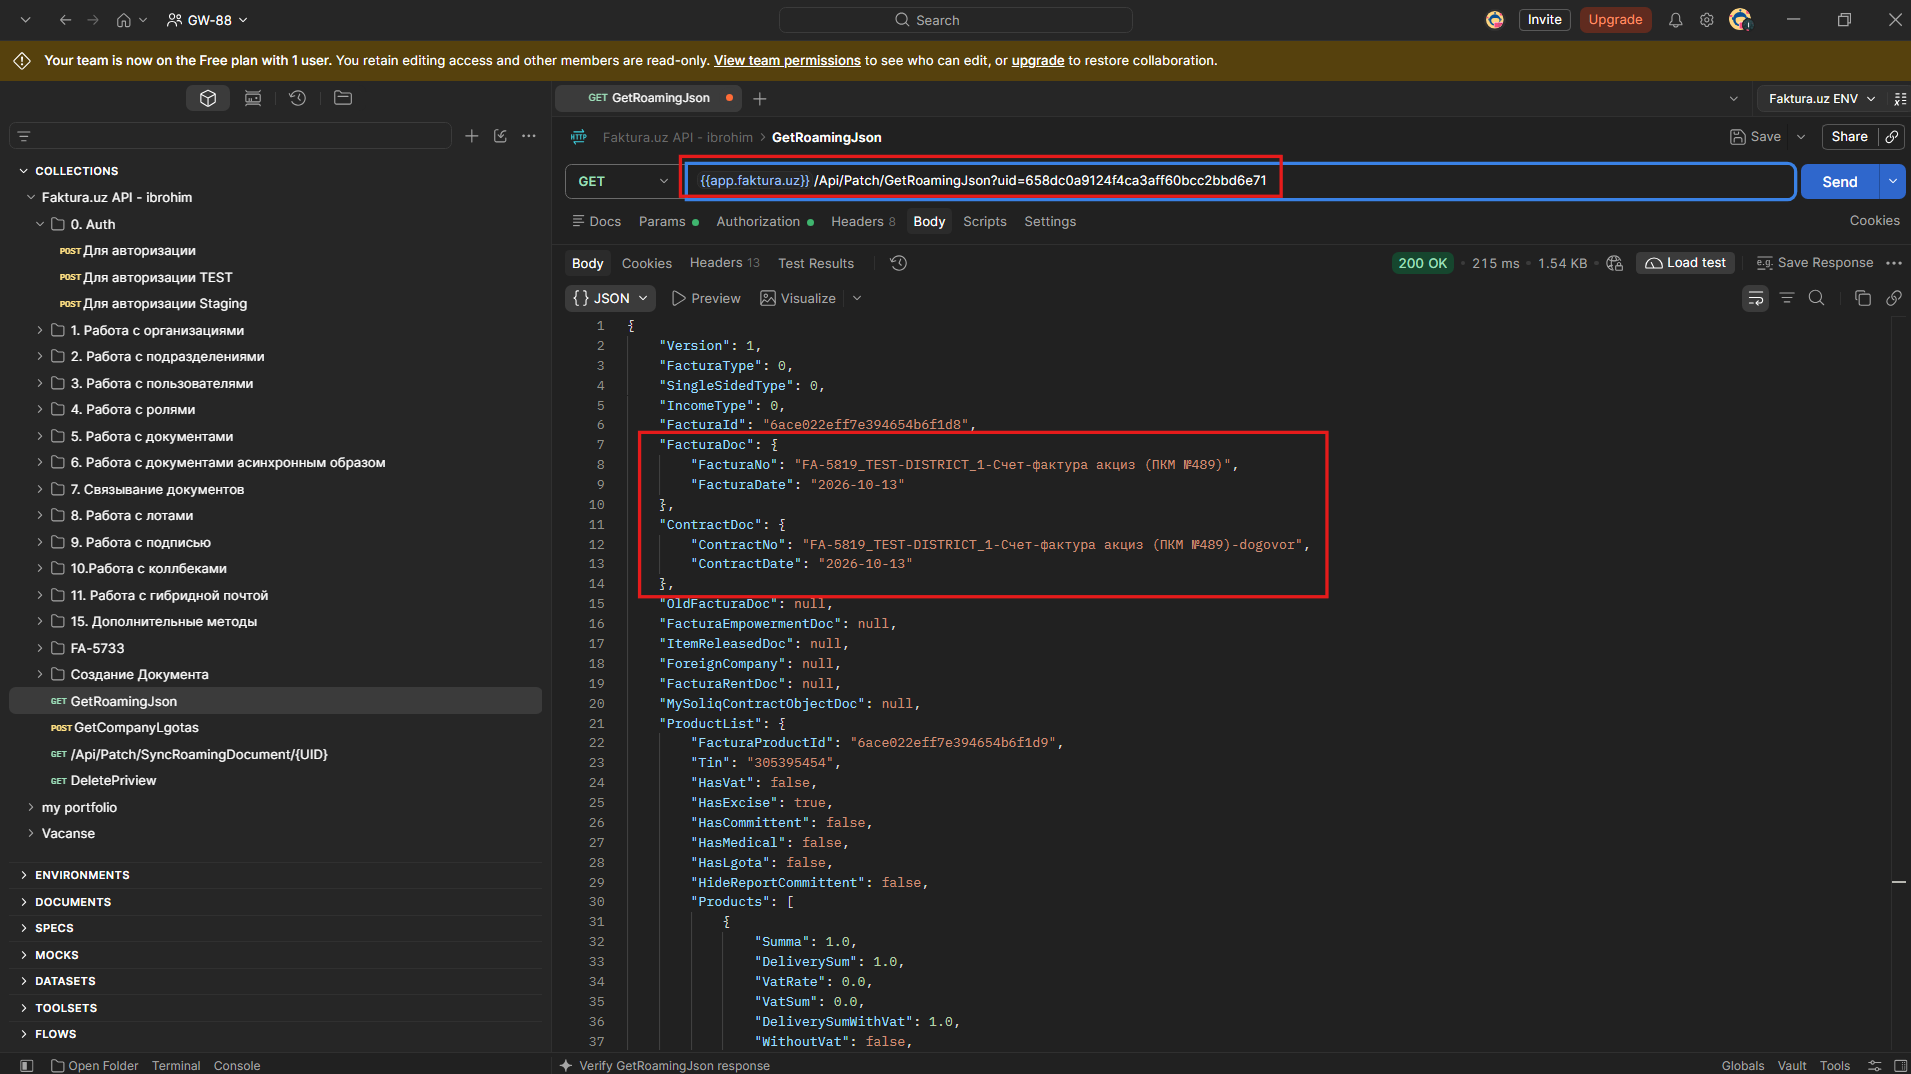 GW-88
Search
Invite
Upgrade
Your team is now on the Free plan with 1 user. You retain editing access and other members are read-only. View team permissions to see who can edit, or upgrade to restore collaboration.
GET GetRoamingJson
Faktura.uz ENV
HTTP Faktura.uz API - ibrohim > GetRoamingJson
Save
Share
COLLECTIONS
Faktura.uz API - ibrohim
0. Auth
POST Для авторизации
POST Для авторизации TEST
POST Для авторизации Staging
1. Работа с организациями
2. Работа с подразделениями
3. Работа с пользователями
4. Работа с ролями
5. Работа с документами
6. Работа с документами асинхронным образом
7. Связывание документов
8. Работа с лотами
9. Работа с подписью
10.Работа с коллбеками
11. Работа с гибридной почтой
15. Дополнительные методы
FA-5733
Создание Документа
GET GetRoamingJson
POST GetCompanyLgotas
GET /Api/Patch/SyncRoamingDocument/{UID}
GET DeletePriview
my portfolio
Vacanse
ENVIRONMENTS
DOCUMENTS
SPECS
MOCKS
DATASETS
TOOLSETS
FLOWS
GET
{{app.faktura.uz}} /Api/Patch/GetRoamingJson?uid=658dc0a9124f4ca3aff60bcc2bbd6e71
Send
Docs Params Authorization Headers 8 Body Scripts Settings
Cookies
Body Cookies Headers 13 Test Results
200 OK • 215 ms • 1.54 KB
Load test
e.g. Save Response
{} JSON
Preview
Visualize
1 {
2 "Version": 1,
3 "FacturaType": 0,
4 "SingleSidedType": 0,
5 "IncomeType": 0,
6 "FacturaId": "6ace022eff7e394654b6f1d8",
7 "FacturaDoc": {
8 "FacturaNo": "FA-5819_TEST-DISTRICT_1-Счет-фактура акциз (ПКМ №489)",
9 "FacturaDate": "2026-10-13"
10 },
11 "ContractDoc": {
12 "ContractNo": "FA-5819_TEST-DISTRICT_1-Счет-фактура акциз (ПКМ №489)-dogovor",
13 "ContractDate": "2026-10-13"
14 },
15 "OldFacturaDoc": null,
16 "FacturaEmpowermentDoc": null,
17 "ItemReleasedDoc": null,
18 "ForeignCompany": null,
19 "FacturaRentDoc": null,
20 "MySoliqContractObjectDoc": null,
21 "ProductList": {
22 "FacturaProductId": "6ace022eff7e394654b6f1d9",
23 "Tin": "305395454",
24 "HasVat": false,
25 "HasExcise": true,
26 "HasCommittent": false,
27 "HasMedical": false,
28 "HasLgota": false,
29 "HideReportCommittent": false,
30 "Products": [
31 {
32 "Summa": 1.0,
33 "DeliverySum": 1.0,
34 "VatRate": 0.0,
35 "VatSum": 0.0,
36 "DeliverySumWithVat": 1.0,
37 "WithoutVat": false,
Open Folder
Terminal
Console
Verify GetRoamingJson response
Globals
Vault
Tools